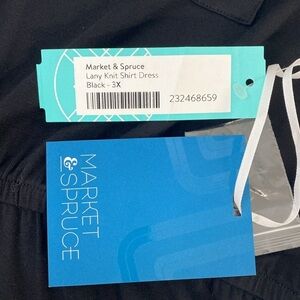 Market & Spruce
Lany Knit Shirt Dress
Black - 3X
232468659
MARKET
& SPRUCE